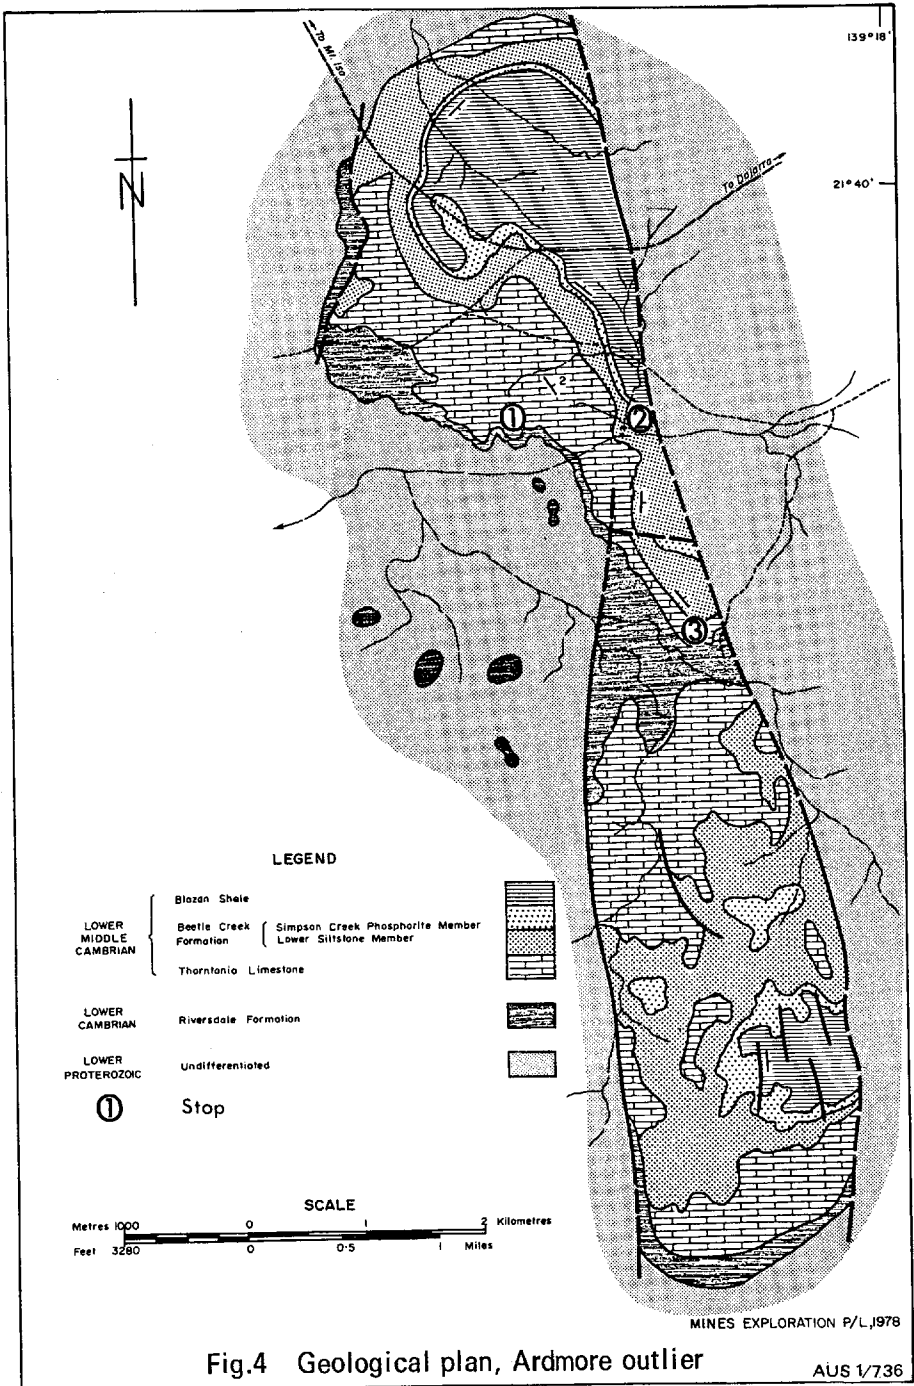 139°18'
To Mt. Isa
N
To Dajarra
21°40'
2
① ②
③
LEGEND
LOWER MIDDLE CAMBRIAN
Blazan Shale
Beetle Creek Formation
Simpson Creek Phosphorite Member
Lower Siltstone Member
Thorntonia Limestone
LOWER CAMBRIAN
Riversdale Formation
LOWER PROTEROZOIC
Undifferentiated
① Stop
SCALE
Metres 1000 0 1 2 Kilometres
Feet 3280 0 0·5 1 Miles
MINES EXPLORATION P/L,1978
Fig.4 Geological plan, Ardmore outlier
AUS 1/736